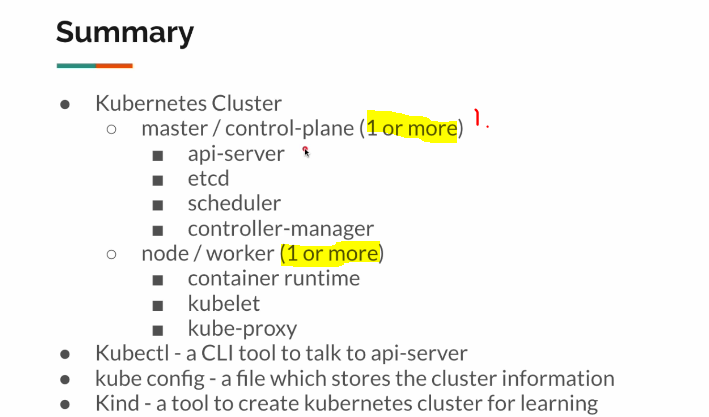 Summary
● Kubernetes Cluster
○ master / control-plane (1 or more) 1.
■ api-server
■ etcd
■ scheduler
■ controller-manager
○ node / worker (1 or more)
■ container runtime
■ kubelet
■ kube-proxy
● Kubectl - a CLI tool to talk to api-server
● kube config - a file which stores the cluster information
● Kind - a tool to create kubernetes cluster for learning